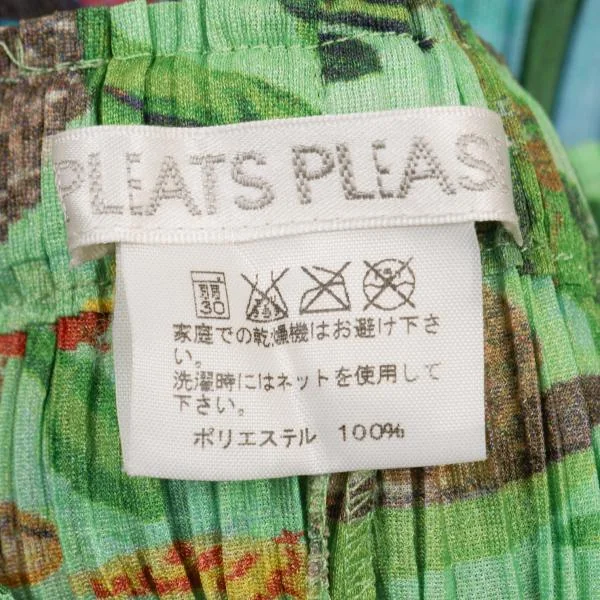 PLEATS PLEAS
弱
30
家庭での乾燥機はお避け下さ
い。
洗濯時にはネットを使用して
下さい。
ポリエステル 100%